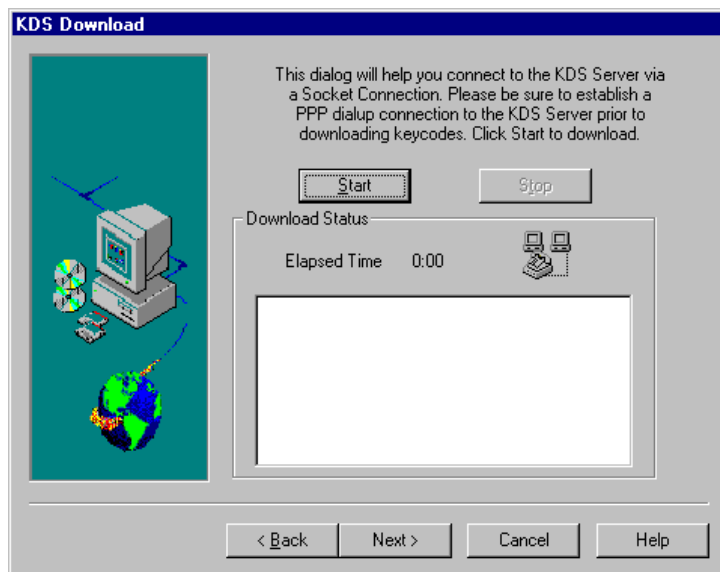 KDS Download
This dialog will help you connect to the KDS Server via
a Socket Connection. Please be sure to establish a
PPP dialup connection to the KDS Server prior to
downloading keycodes. Click Start to download.
Start
Stop
Download Status
Elapsed Time 0:00
< Back
Next >
Cancel
Help